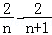 2/n - 2/(n+1)